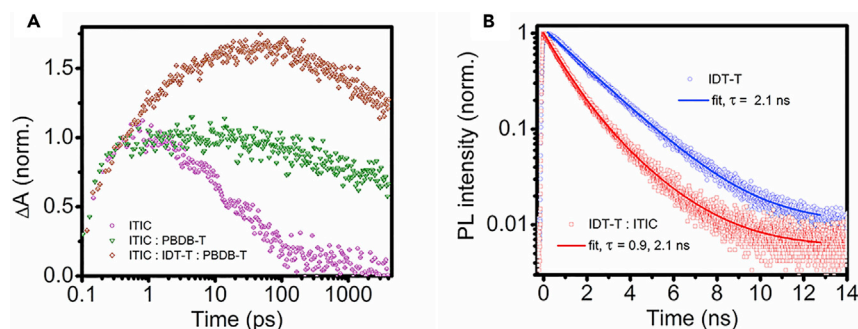 A
ΔA (norm.)
1.5
1.0
0.5
0.0
ITIC
ITIC : PBDB-T
ITIC : IDT-T : PBDB-T
0.1
1
10
100
1000
Time (ps)
B
PL intensity (norm.)
1
0.1
0.01
IDT-T
fit, τ = 2.1 ns
IDT-T : ITIC
fit, τ = 0.9, 2.1 ns
0
2
4
6
8
10
12
14
Time (ns)